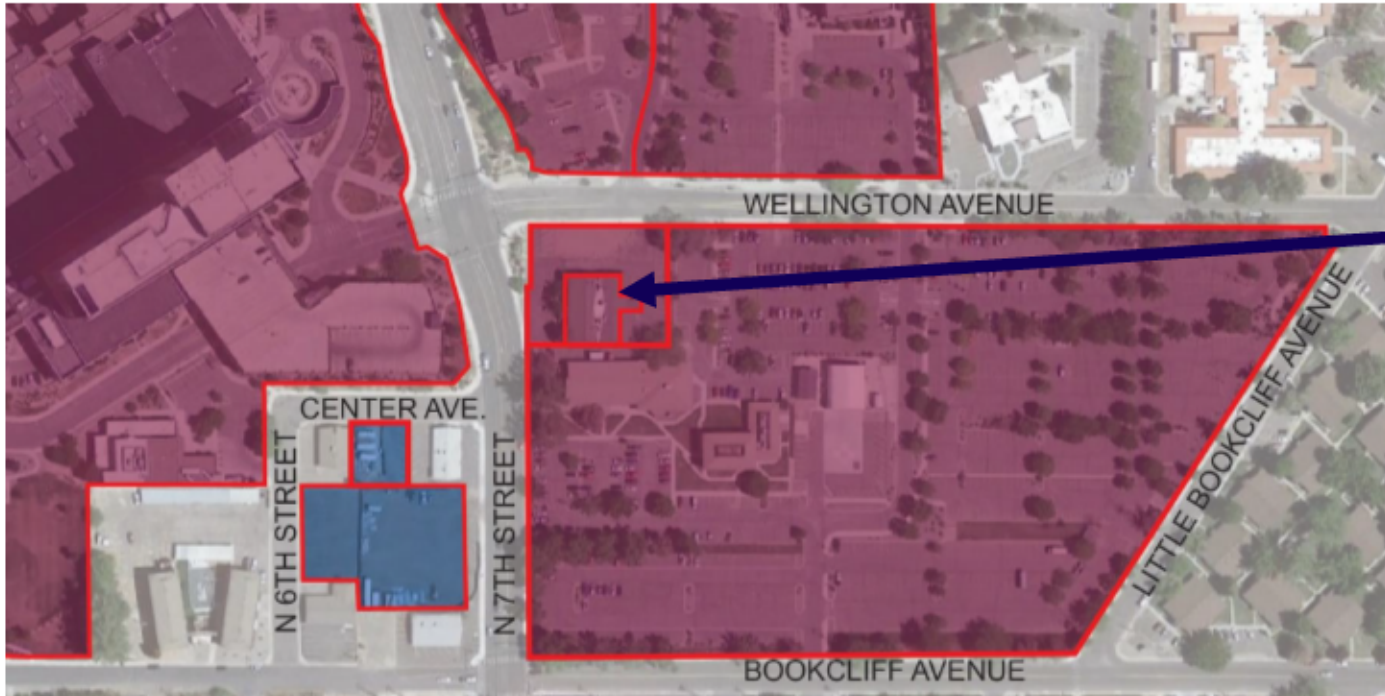 WELLINGTON AVENUE
CENTER AVE.
N 6TH STREET
N 7TH STREET
LITTLE BOOKCLIFF AVENUE
BOOKCLIFF AVENUE